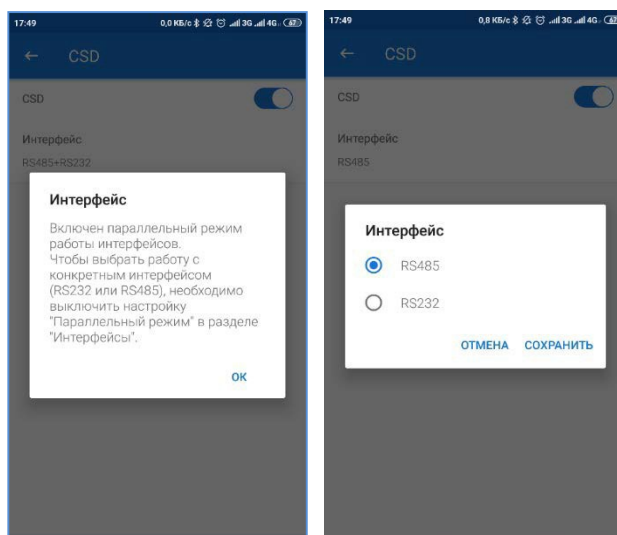 17:49
0,0 КБ/с 3G 4G 62
CSD
CSD
Интерфейс
RS485+RS232
Интерфейс
Включен параллельный режим
работы интерфейсов.
Чтобы выбрать работу с
конкретным интерфейсом
(RS232 или RS485), необходимо
выключить настройку
"Параллельный режим" в разделе
"Интерфейсы".
ОК
17:49
0,8 КБ/с 3G 4G
CSD
CSD
Интерфейс
RS485
Интерфейс
RS485
RS232
ОТМЕНА СОХРАНИТЬ